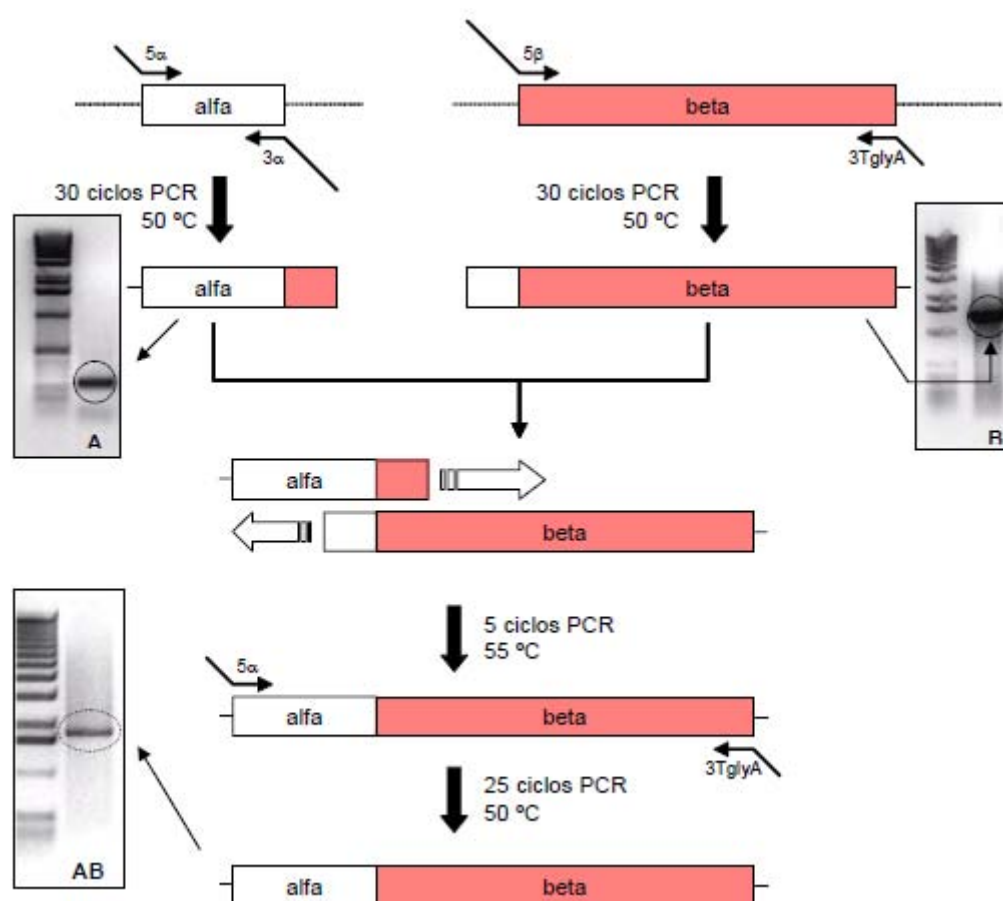 5α
5β
alfa
beta
3α
3TglyA
30 ciclos PCR
50 ºC
30 ciclos PCR
50 ºC
alfa
beta
A
B
alfa
beta
5 ciclos PCR
55 ºC
5α
alfa
beta
3TglyA
25 ciclos PCR
50 ºC
AB
alfa
beta